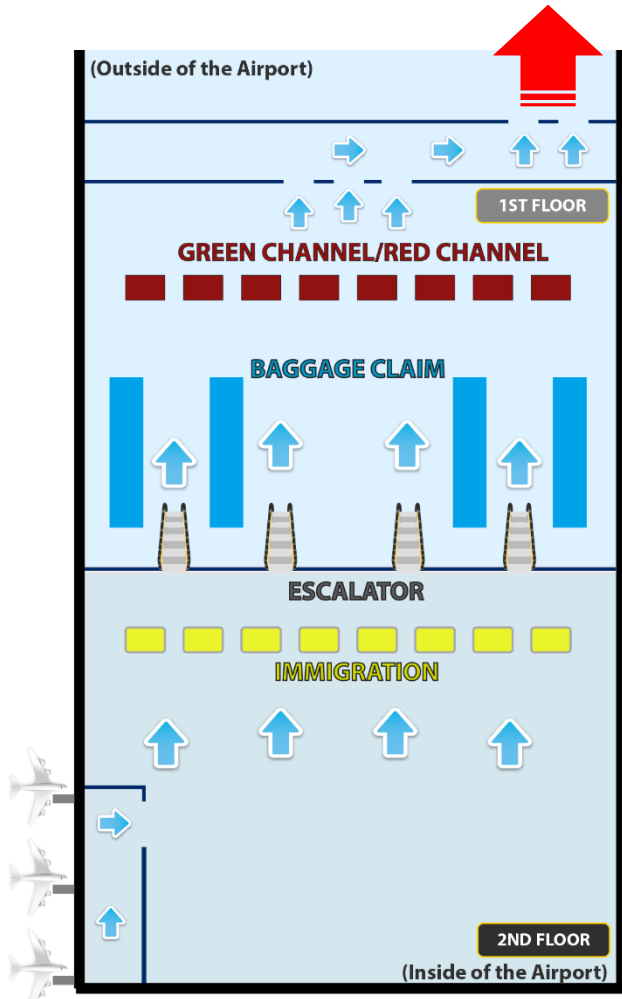 (Outside of the Airport)
1ST FLOOR
GREEN CHANNEL/RED CHANNEL
BAGGAGE CLAIM
ESCALATOR
IMMIGRATION
2ND FLOOR
(Inside of the Airport)